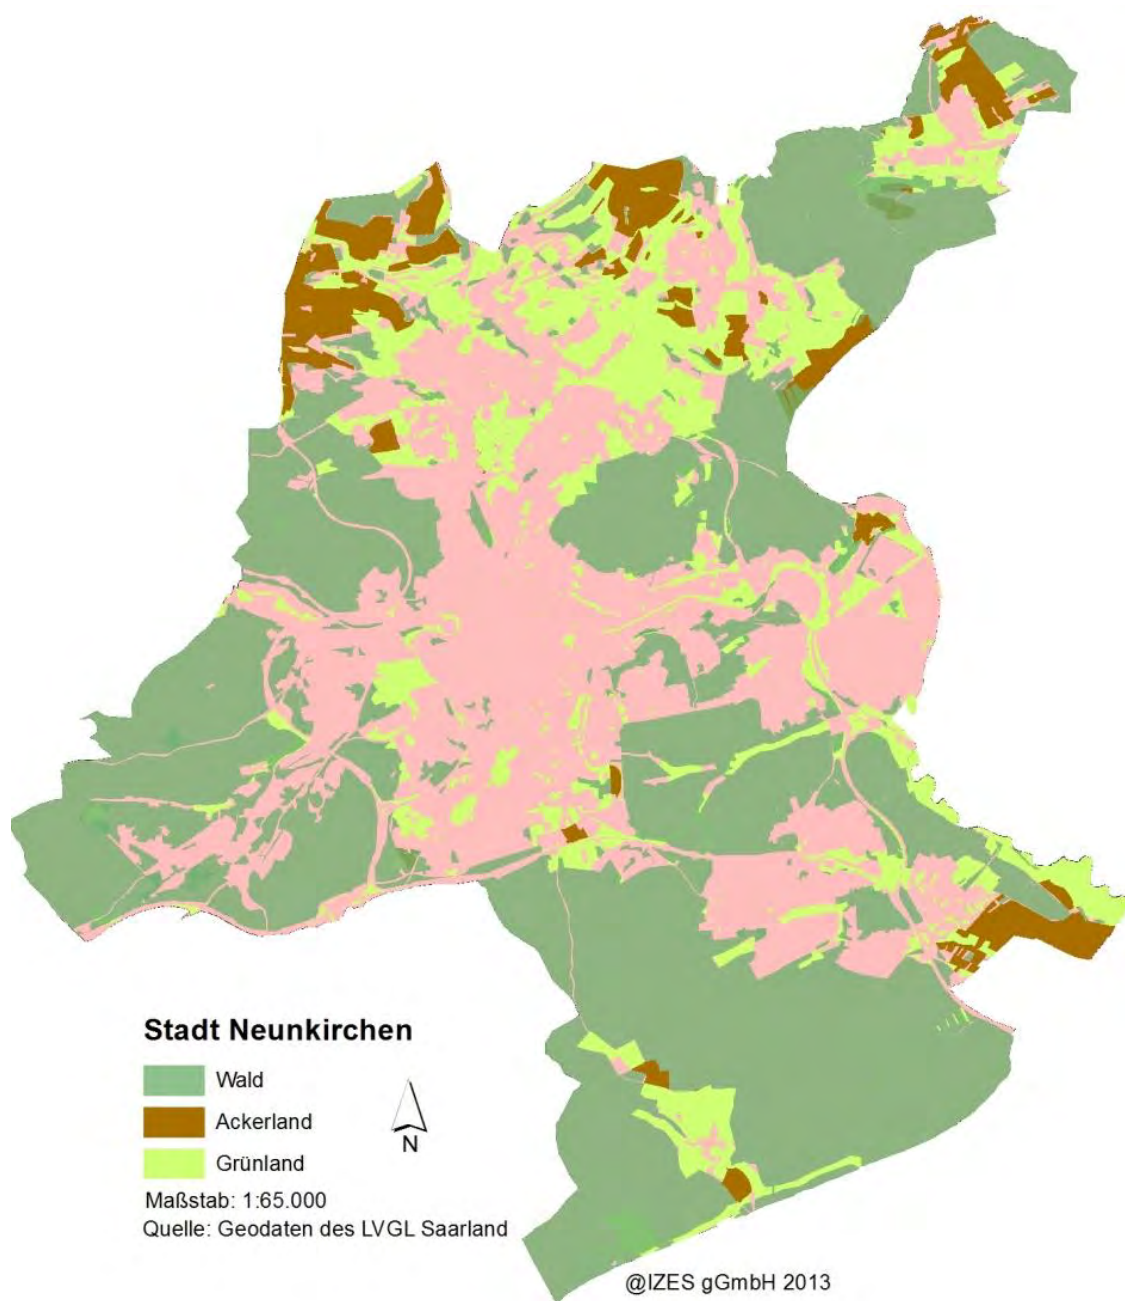 Stadt Neunkirchen
Wald
Ackerland
N
Grünland
Maßstab: 1:65.000
Quelle: Geodaten des LVGL Saarland
@IZES gGmbH 2013